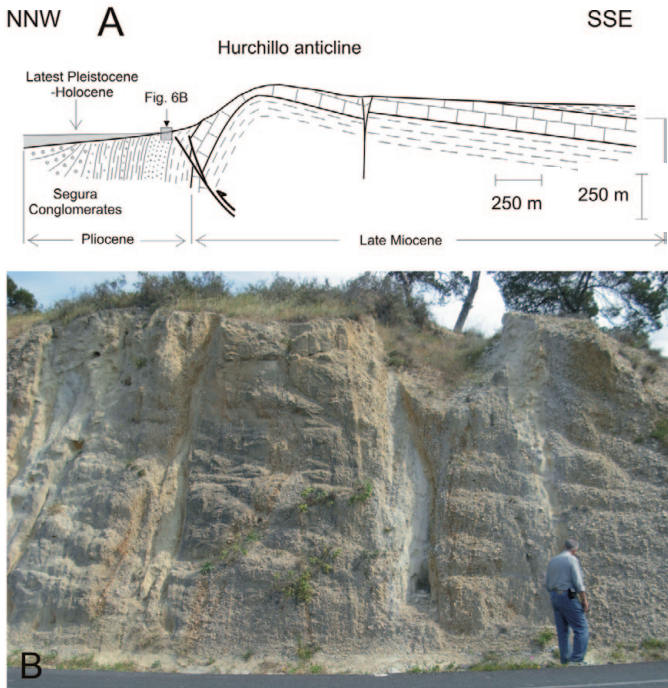 NNW
A
SSE
Hurchillo anticline
Latest Pleistocene
-Holocene
Fig. 6B
Segura
Conglomerates
250 m
250 m
Pliocene
Late Miocene
B